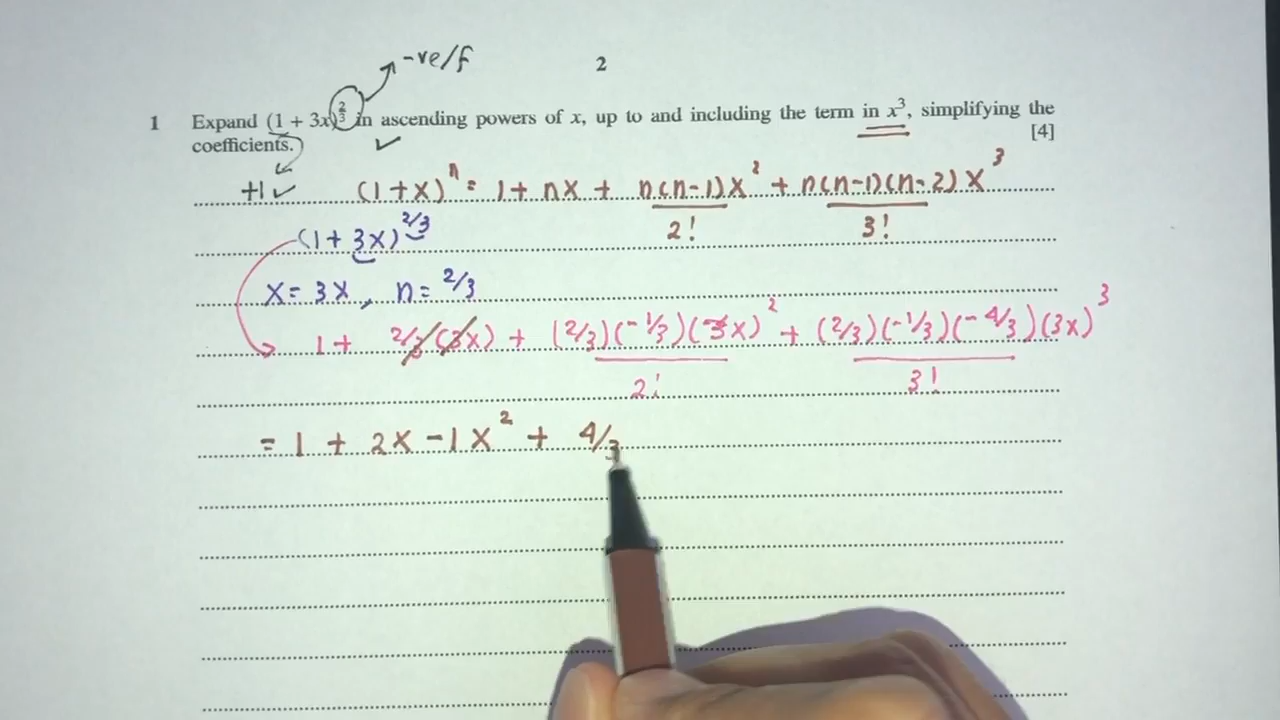 -ve/f
2
1 Expand (1 + 3x)^(2/3) in ascending powers of x, up to and including the term in x³, simplifying the
coefficients. [4]
+1 ✓ (1+x)^n = 1 + nx + n(n-1)x²/2! + n(n-1)(n-2)x³/3!
(1 + 3x)^(2/3)
x = 3x, n = 2/3
1 + 2/3(3x) + (2/3)(-1/3)(3x)²/2! + (2/3)(-1/3)(-4/3)(3x)³/3!
= 1 + 2x - 1x² + 4/3